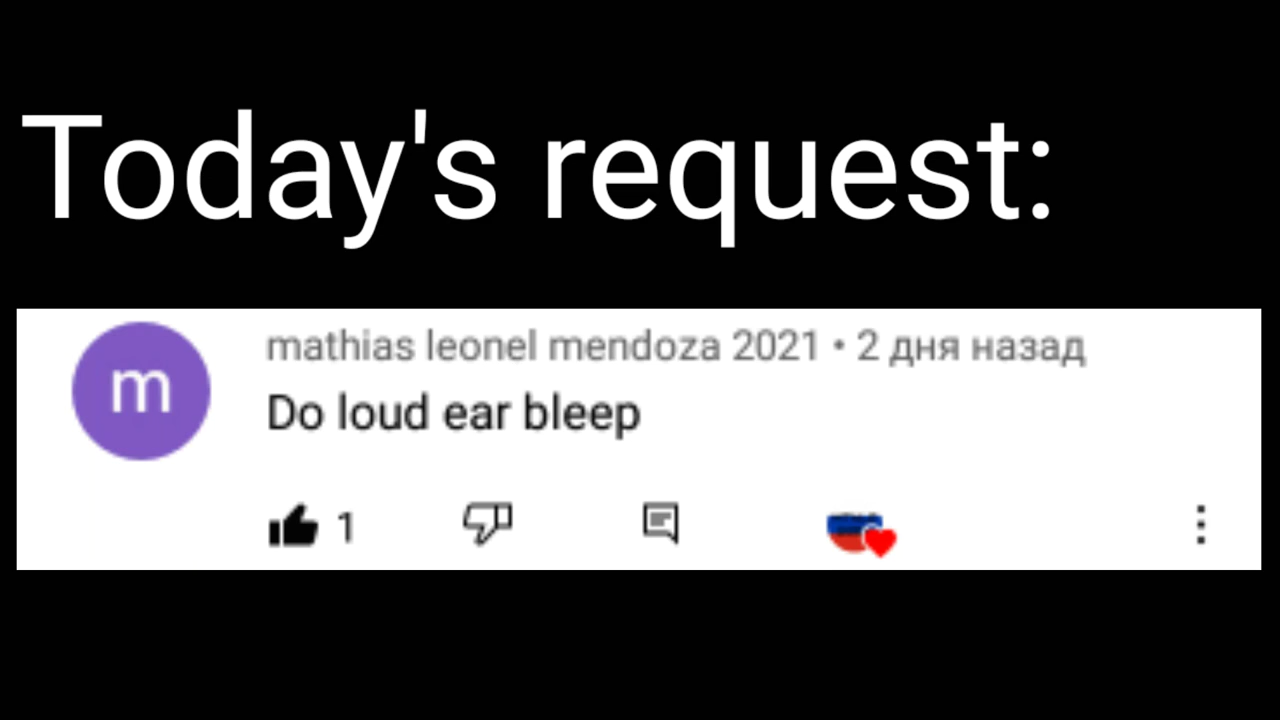 Today's request:
m
mathias leonel mendoza 2021 • 2 дня назад
Do loud ear bleep
1